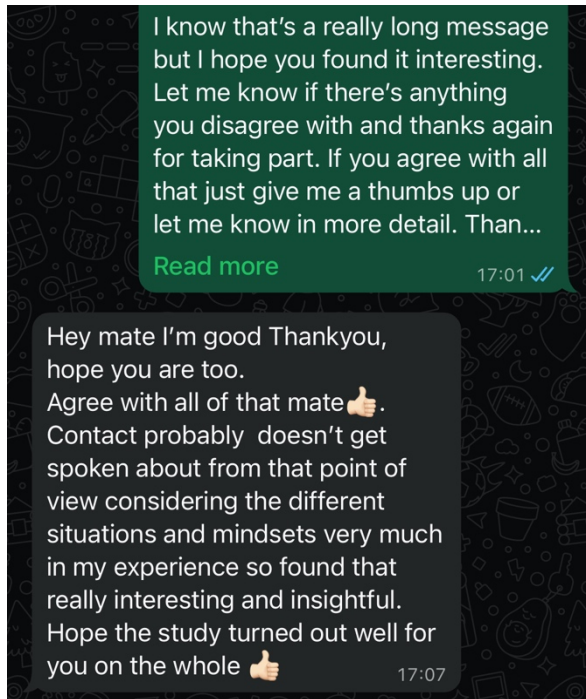 I know that’s a really long message
but I hope you found it interesting.
Let me know if there’s anything
you disagree with and thanks again
for taking part. If you agree with all
that just give me a thumbs up or
let me know in more detail. Than...
Read more
17:01
Hey mate I’m good Thankyou,
hope you are too.
Agree with all of that mate👍🏻.
Contact probably  doesn’t get
spoken about from that point of
view considering the different
situations and mindsets very much
in my experience so found that
really interesting and insightful.
Hope the study turned out well for
you on the whole 👍🏻
17:07